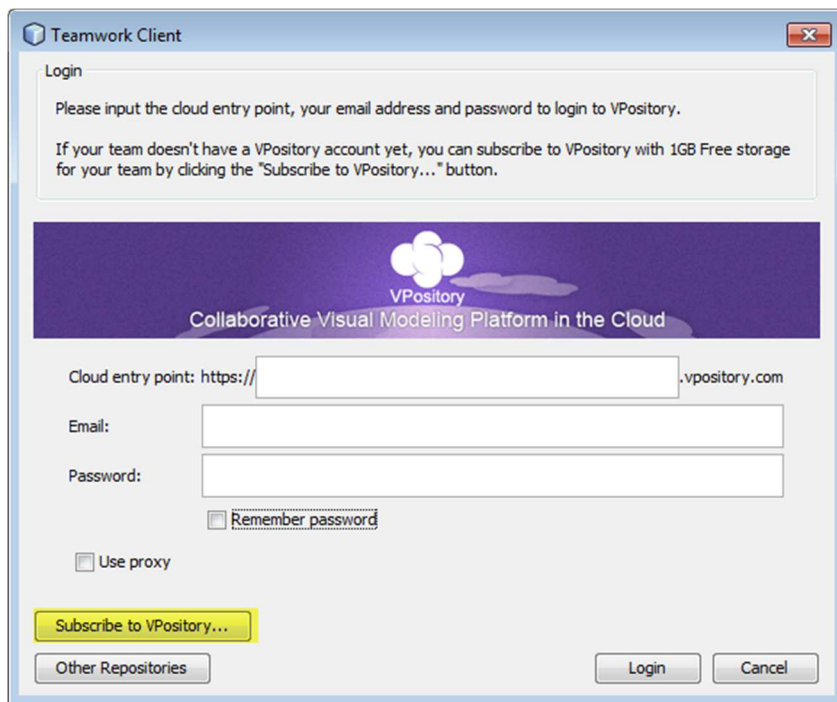 Teamwork Client
Login
Please input the cloud entry point, your email address and password to login to VPository.
If your team doesn't have a VPository account yet, you can subscribe to VPository with 1GB Free storage
for your team by clicking the "Subscribe to VPository..." button.
VPository
Collaborative Visual Modeling Platform in the Cloud
Cloud entry point: https:// .vpository.com
Email:
Password:
Remember password
Use proxy
Subscribe to VPository...
Other Repositories Login Cancel